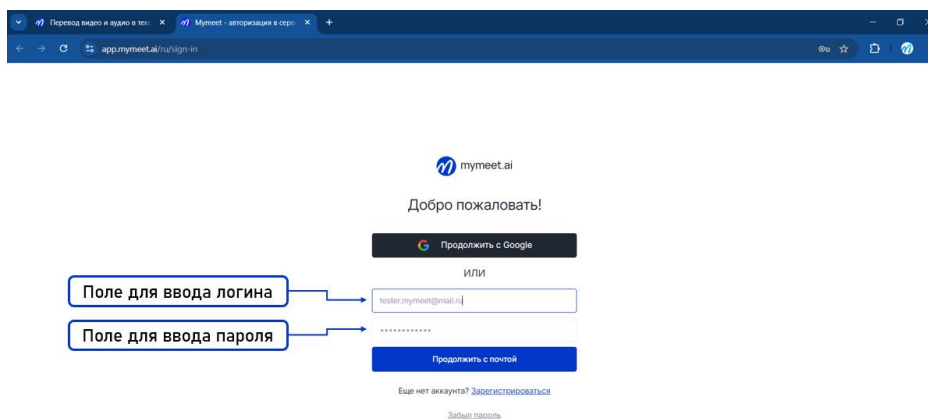 Перевод видео и аудио в тек
Mymeet - авторизация в серв
app.mymeet.ai/ru/sign-in
mymeet.ai
Добро пожаловать!
Продолжить с Google
ИЛИ
Поле для ввода логина
tester.mymeet@mail.ru
Поле для ввода пароля
Продолжить с почтой
Еще нет аккаунта? Зарегистрироваться
Забыл пароль